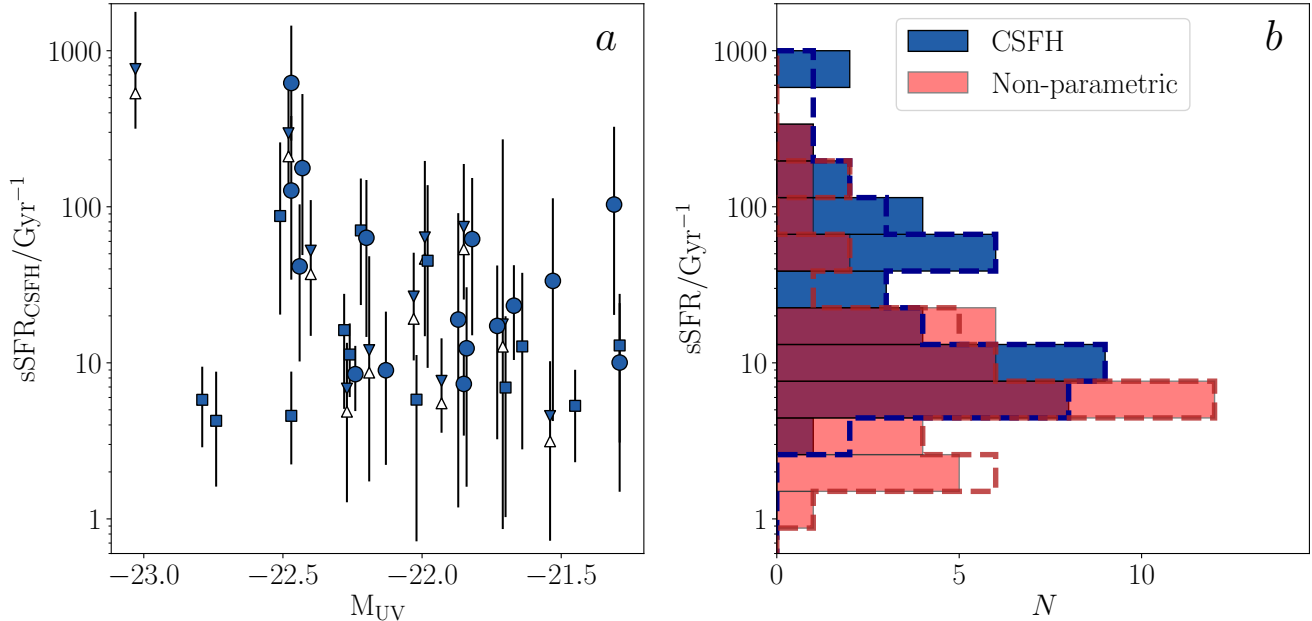 a
1000
100
10
1
sSFR_CSFH/Gyr⁻¹
−23.0 −22.5 −22.0 −21.5
M_UV
b
CSFH
Non-parametric
1000
100
10
1
sSFR/Gyr⁻¹
0 5 10
N